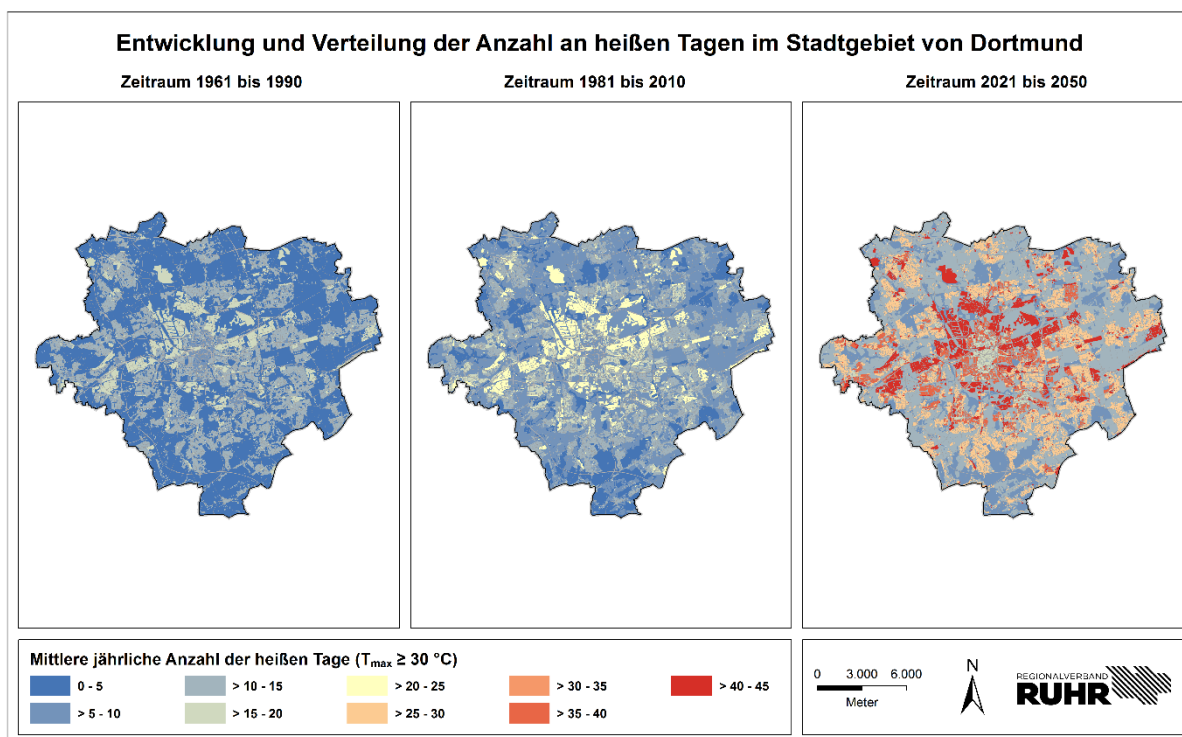 Entwicklung und Verteilung der Anzahl an heißen Tagen im Stadtgebiet von Dortmund
Zeitraum 1961 bis 1990
Zeitraum 1981 bis 2010
Zeitraum 2021 bis 2050
Mittlere jährliche Anzahl der heißen Tage (Tmax ≥ 30 °C)
0 - 5
> 10 - 15
> 20 - 25
> 30 - 35
> 40 - 45
> 5 - 10
> 15 - 20
> 25 - 30
> 35 - 40
0 3.000 6.000
Meter
N
REGIONALVERBAND
RUHR